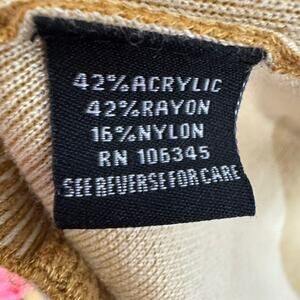 42%ACRYLIC
42%RAYON
16%NYLON
RN 106345
SEE REVERSE FOR CARE